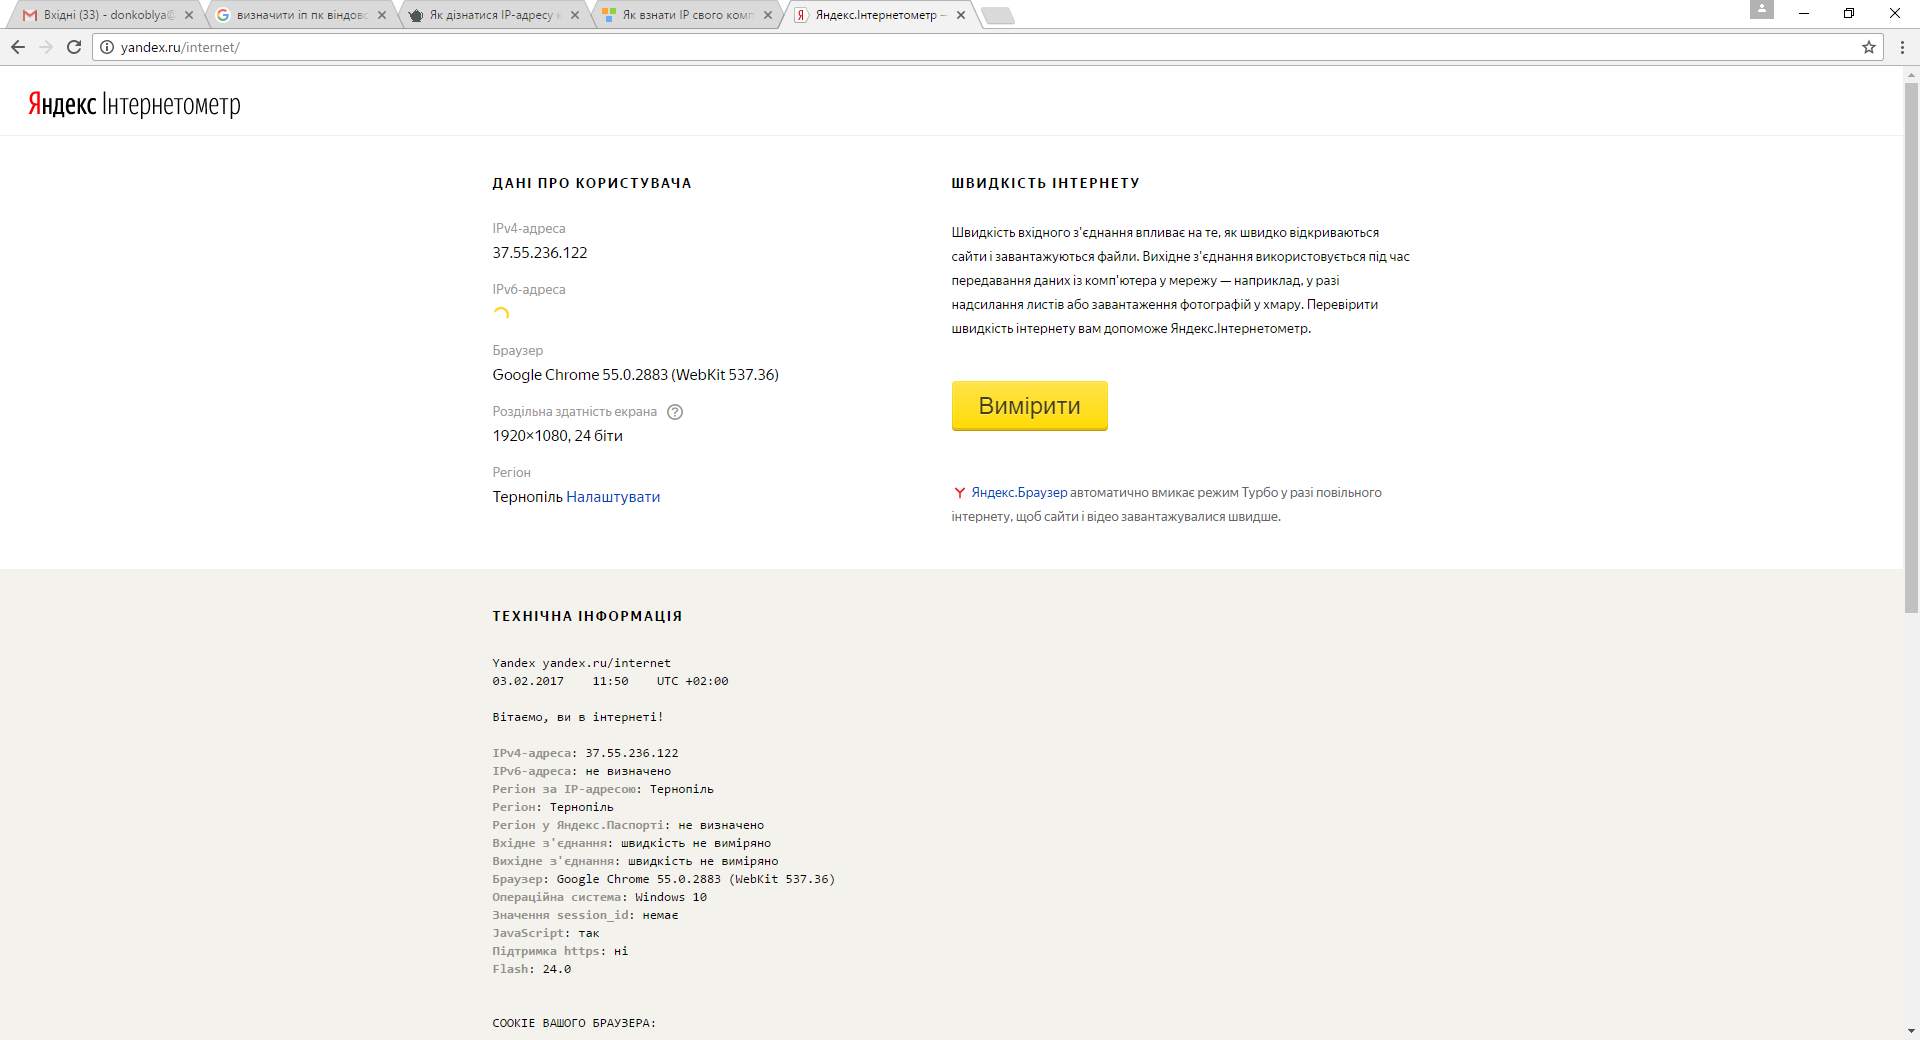 Вхідні (33) - donkoblya@
визначити іп пк віндовс
Як дізнатися IP-адресу к
Як взнати IP свого комп
Яндекс.Інтернетометр –
yandex.ru/internet/
Яндекс Інтернетометр
ДАНІ ПРО КОРИСТУВАЧА
IPv4-адреса
37.55.236.122
IPv6-адреса
Браузер
Google Chrome 55.0.2883 (WebKit 537.36)
Роздільна здатність екрана ?
1920×1080, 24 біти
Регіон
Тернопіль Налаштувати
ШВИДКІСТЬ ІНТЕРНЕТУ
Швидкість вхідного з'єднання впливає на те, як швидко відкриваються
сайти і завантажуються файли. Вихідне з'єднання використовується під час
передавання даних із комп'ютера у мережу — наприклад, у разі
надсилання листів або завантаження фотографій у хмару. Перевірити
швидкість інтернету вам допоможе Яндекс.Інтернетометр.
Виміряти
Яндекс.Браузер автоматично вмикає режим Турбо у разі повільного
інтернету, щоб сайти і відео завантажувалися швидше.
ТЕХНІЧНА ІНФОРМАЦІЯ
Yandex yandex.ru/internet
03.02.2017 11:50 UTC +02:00
Вітаємо, ви в інтернеті!
IPv4-адреса: 37.55.236.122
IPv6-адреса: не визначено
Регіон за IP-адресою: Тернопіль
Регіон: Тернопіль
Регіон у Яндекс.Паспорті: не визначено
Вхідне з'єднання: швидкість не виміряно
Вихідне з'єднання: швидкість не виміряно
Браузер: Google Chrome 55.0.2883 (WebKit 537.36)
Операційна система: Windows 10
Значення session_id: немає
JavaScript: так
Підтримка https: ні
Flash: 24.0
COOKIE ВАШОГО БРАУЗЕРА: